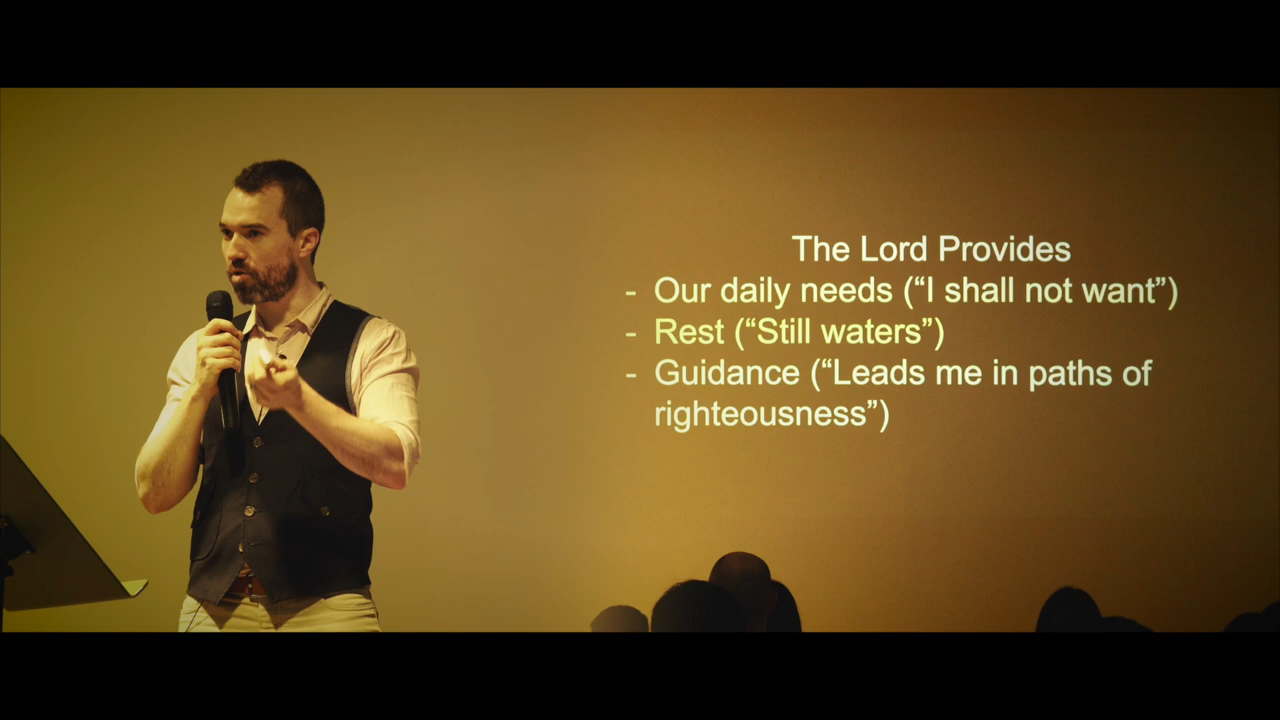 The Lord Provides
- Our daily needs (“I shall not want”)
- Rest (“Still waters”)
- Guidance (“Leads me in paths of
righteousness”)